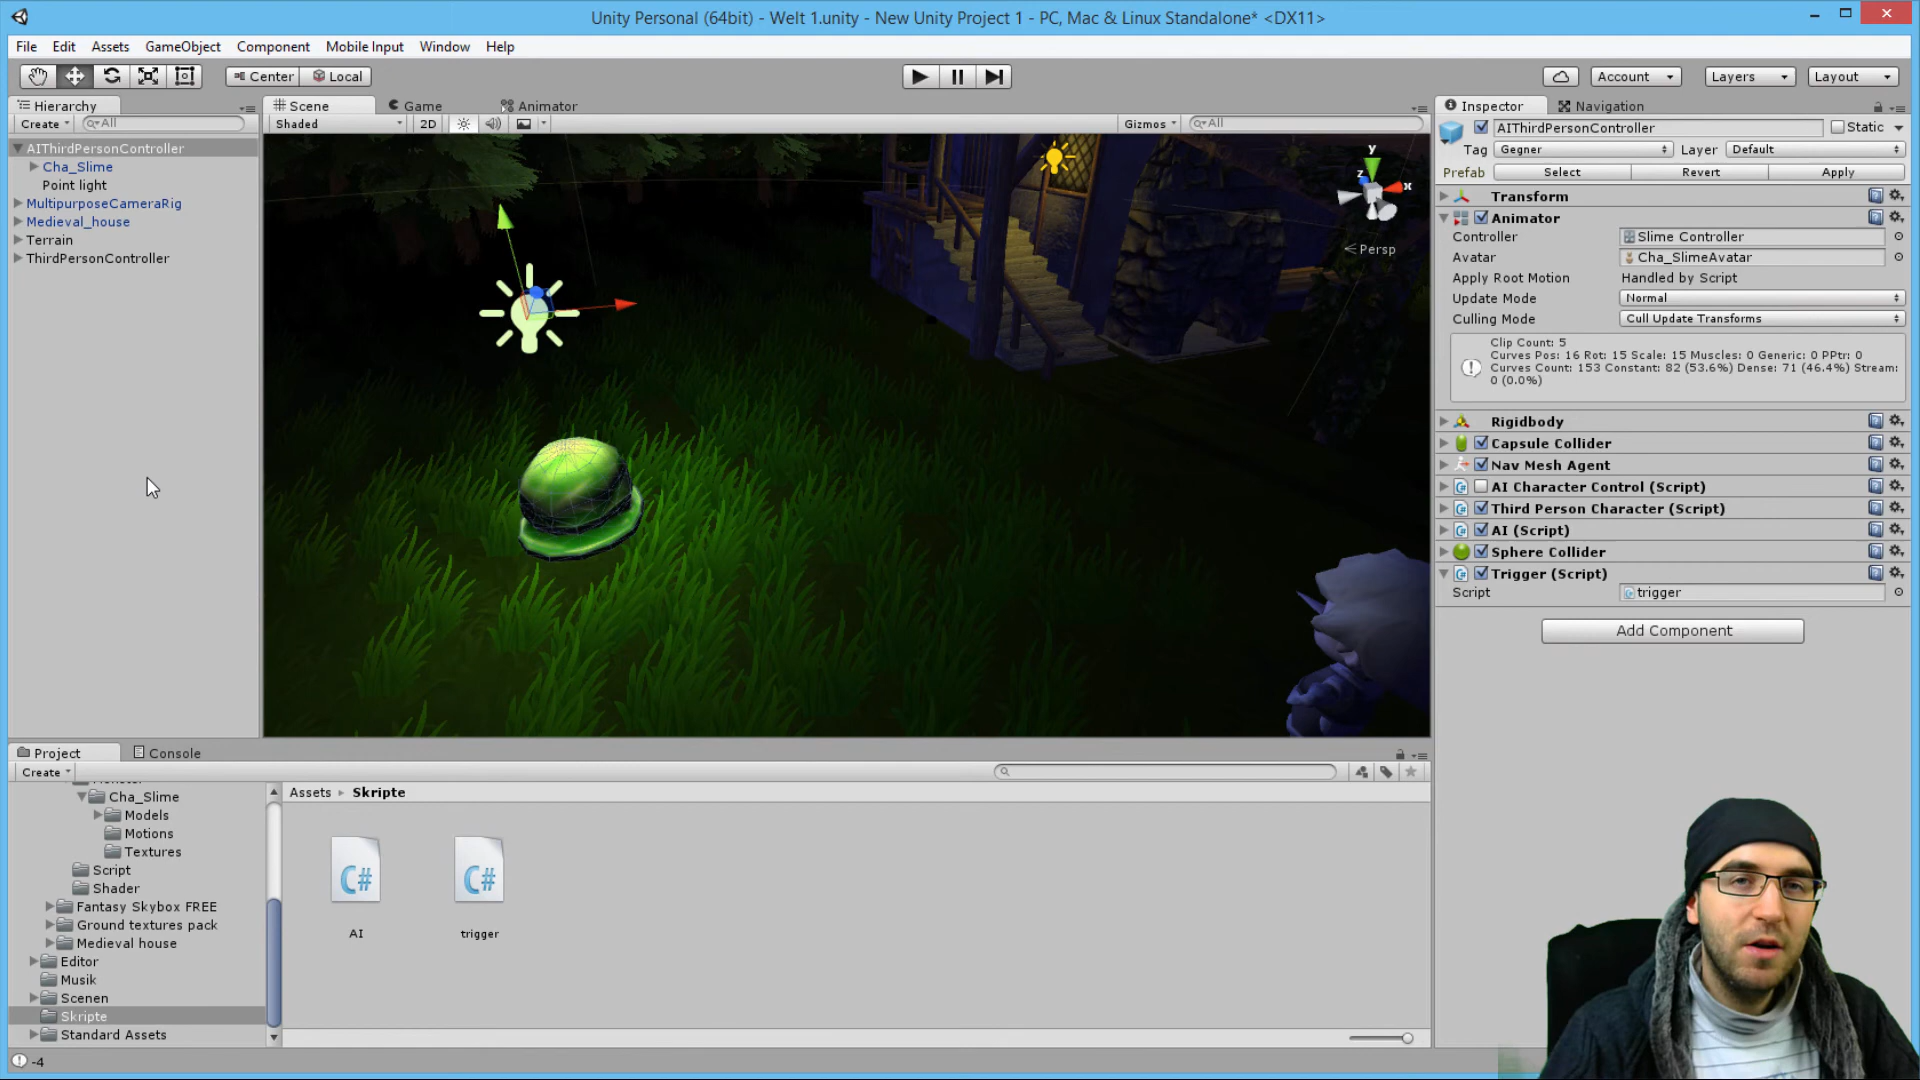 Unity Personal (64bit) - Welt 1.unity - New Unity Project 1 - PC, Mac & Linux Standalone* <DX11>
File Edit Assets GameObject Component Mobile Input Window Help
Center Local Account Layers Layout
Hierarchy
Create All
AIThirdPersonController
Cha_Slime
Point light
MultipurposeCameraRig
Medieval_house
Terrain
ThirdPersonController
Scene Game Animator
Shaded 2D Gizmos All
y
z x
Persp
Inspector Navigation
AIThirdPersonController Static
Tag Gegner Layer Default
Prefab Select Revert Apply
Transform
Animator
Controller Slime Controller
Avatar Cha_SlimeAvatar
Apply Root Motion Handled by Script
Update Mode Normal
Culling Mode Cull Update Transforms
Clip Count: 5
Curves Pos: 16 Rot: 15 Scale: 15 Muscles: 0 Generic: 0 PPtr: 0
Curves Count: 153 Constant: 82 (53.6%) Dense: 71 (46.4%) Stream:
0 (0.0%)
Rigidbody
Capsule Collider
Nav Mesh Agent
C# AI Character Control (Script)
C# Third Person Character (Script)
C# AI (Script)
Sphere Collider
C# Trigger (Script)
Script trigger
Add Component
Project Console
Create
Cha_Slime
Models
Motions
Textures
Script
Shader
Fantasy Skybox FREE
Ground textures pack
Medieval house
Editor
Musik
Scenen
Skripte
Standard Assets
Assets Skripte
C# C#
AI trigger
-4